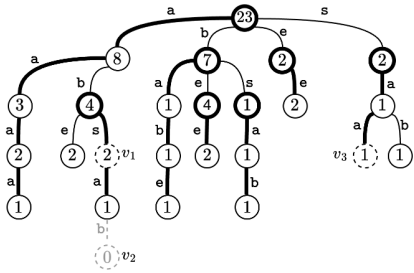 23
a b e s
8 7 2 2
a b a e s e a
3 4 1 4 1 2 1
a e s b e a a b
2 2 2 v1 1 2 1 v3 1 1
a a e b
1 1 1 1
b
0 v2